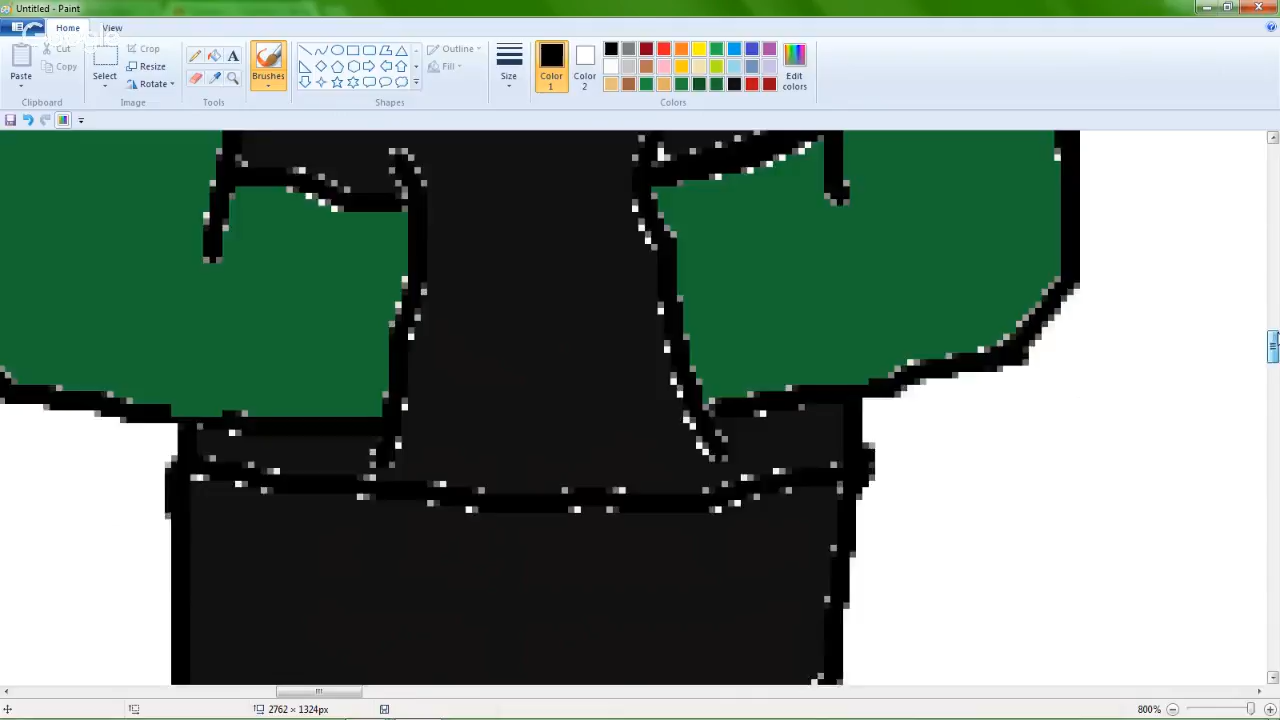 Untitled - Paint
Home View
Paste
Cut
Copy
Clipboard
Select
Crop
Resize
Rotate
Image
Tools
Brushes
Outline
Fill
Shapes
Size
Color 1
Color 2
Edit colors
Colors
2762 × 1324px
800%